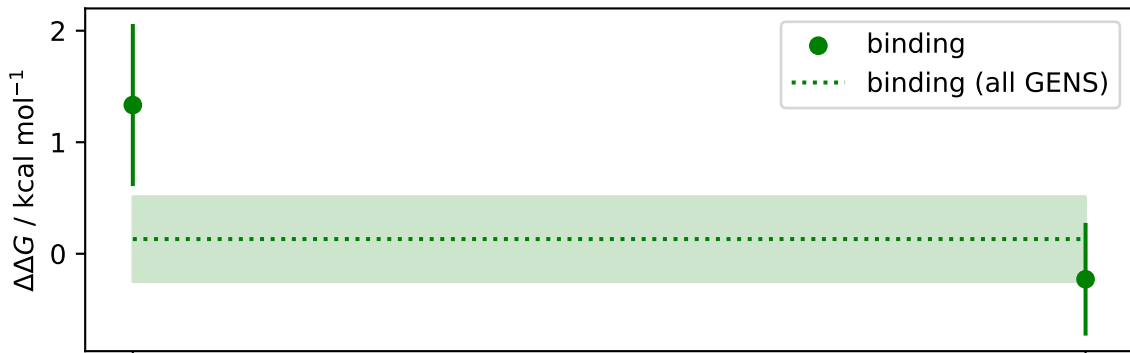 2
1
0
ΔΔG / kcal mol⁻¹
binding
binding (all GENS)